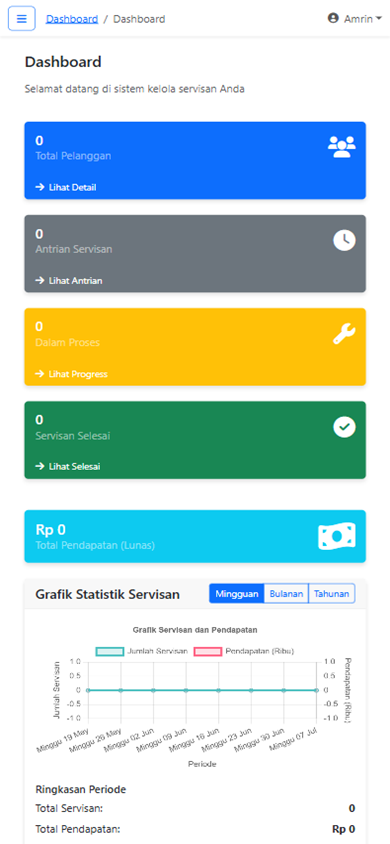 Dashboard / Dashboard
Amrin
Dashboard
Selamat datang di sistem kelola servisan Anda
0
Total Pelanggan
Lihat Detail
0
Antrian Servisan
Lihat Antrian
0
Dalam Proses
Lihat Progress
0
Servisan Selesai
Lihat Selesai
Rp 0
Total Pendapatan (Lunas)
Grafik Statistik Servisan
Mingguan Bulanan Tahunan
Grafik Servisan dan Pendapatan
Jumlah Servisan Pendapatan (Ribu)
Jumlah Servisan
1.0
0.5
0
-0.5
-1.0
1.0
0.5
0
-0.5
-1.0
Pendapatan (Ribu)
Minggu 19 May
Minggu 26 May
Minggu 02 Jun
Minggu 09 Jun
Minggu 16 Jun
Minggu 23 Jun
Minggu 30 Jun
Minggu 07 Jul
Periode
Ringkasan Periode
Total Servisan: 0
Total Pendapatan: Rp 0